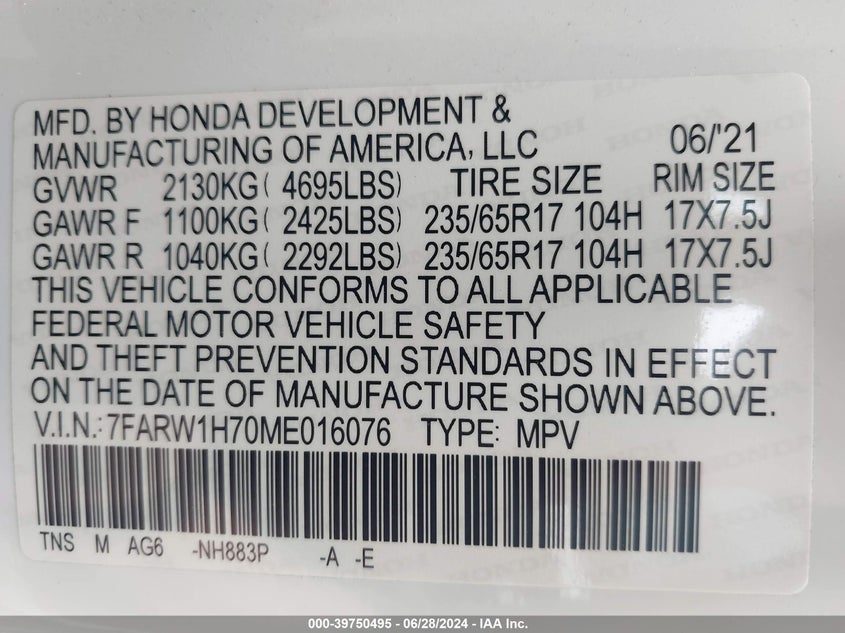 MFD. BY HONDA DEVELOPMENT &
MANUFACTURING OF AMERICA, LLC 06/'21
GVWR 2130KG( 4695LBS) TIRE SIZE RIM SIZE
GAWR F 1100KG( 2425LBS) 235/65R17 104H 17X7.5J
GAWR R 1040KG( 2292LBS) 235/65R17 104H 17X7.5J
THIS VEHICLE CONFORMS TO ALL APPLICABLE
FEDERAL MOTOR VEHICLE SAFETY
AND THEFT PREVENTION STANDARDS IN EFFECT
ON THE DATE OF MANUFACTURE SHOWN ABOVE.
V.I.N.: 7FARW1H70ME016076 TYPE: MPV
TNS M AG6 -NH883P -A -E
000-39750495 - 06/28/2024 - IAA Inc.